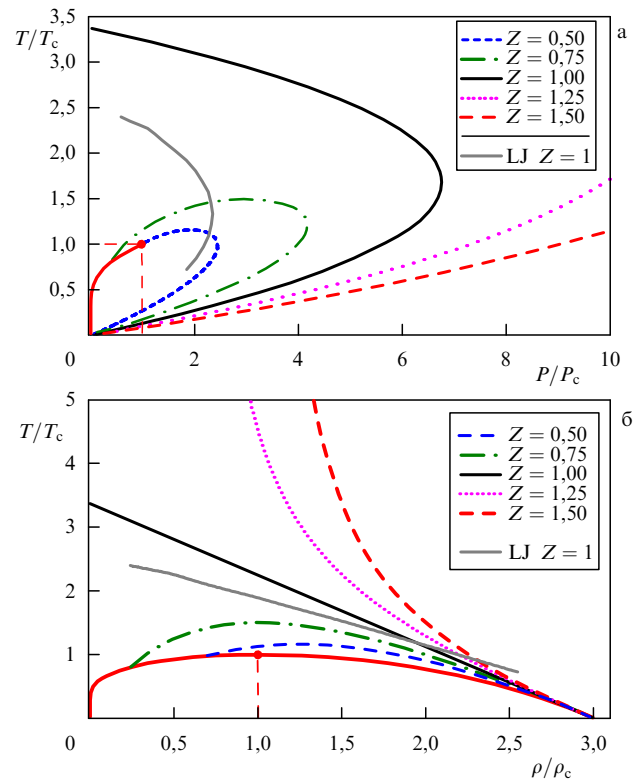 3,5
T/T_c
а
3,0
2,5
2,0
1,5
1,0
0,5
Z = 0,50
Z = 0,75
Z = 1,00
Z = 1,25
Z = 1,50
LJ Z = 1
0 2 4 6 8 10
P/P_c
5
T/T_c
б
4
3
2
1
Z = 0,50
Z = 0,75
Z = 1,00
Z = 1,25
Z = 1,50
LJ Z = 1
0 0,5 1,0 1,5 2,0 2,5 3,0
ρ/ρ_c